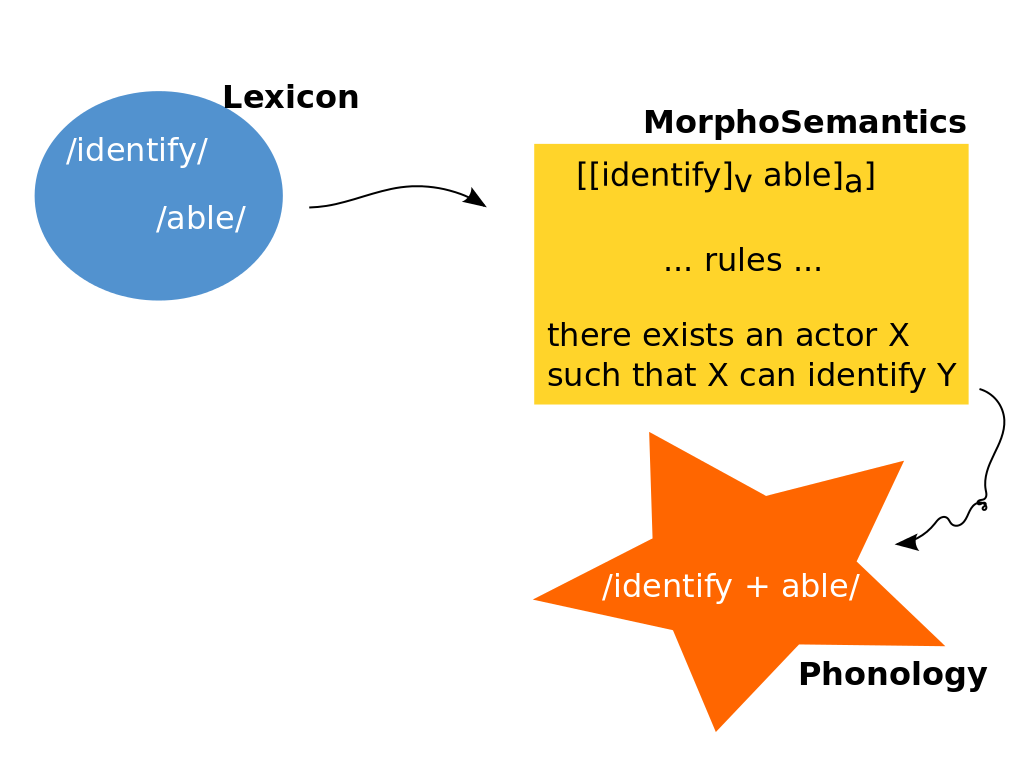 Lexicon
/identify/
/able/
MorphoSemantics
[[identify]v able]a]
... rules ...
there exists an actor X
such that X can identify Y
/identify + able/
Phonology